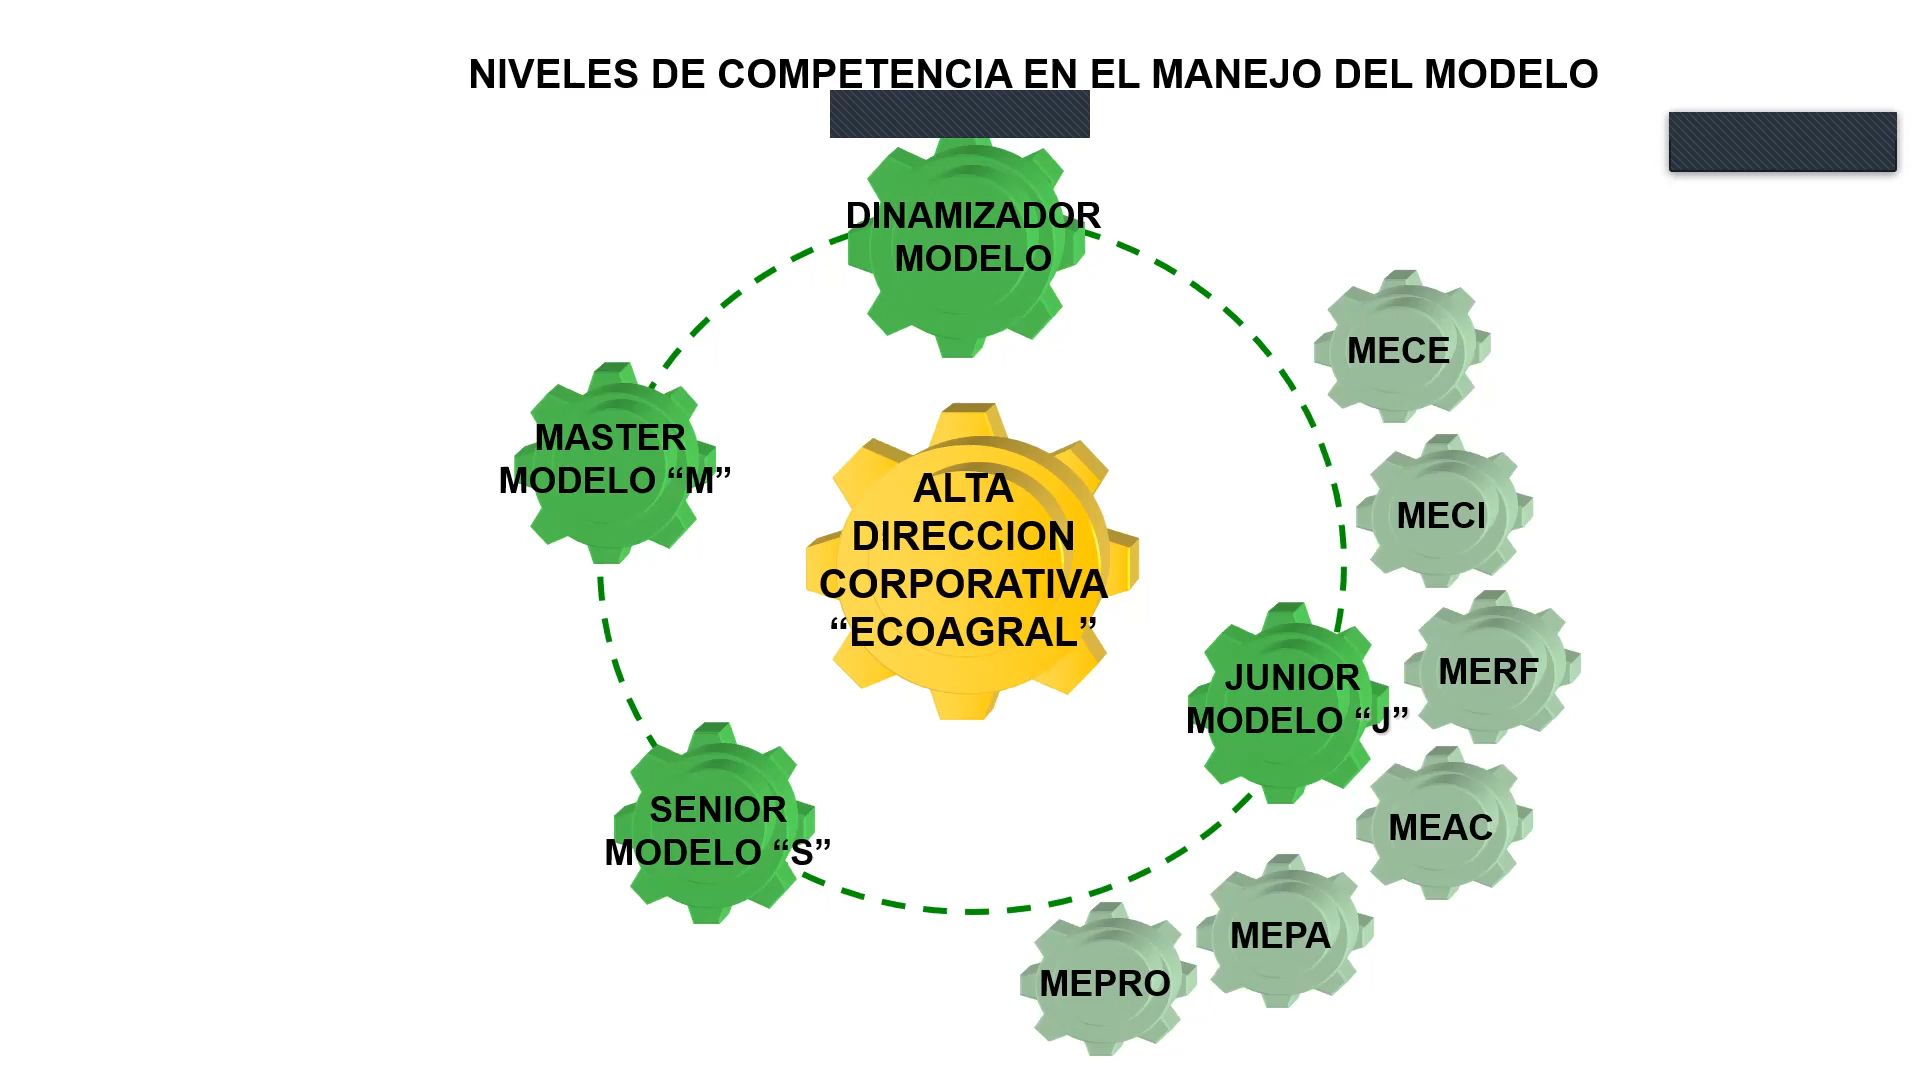 NIVELES DE COMPETENCIA EN EL MANEJO DEL MODELO
DINAMIZADOR
MODELO
MASTER
MODELO “M”
ALTA
DIRECCION
CORPORATIVA
“ECOAGRAL”
SENIOR
MODELO “S”
JUNIOR
MODELO “J”
MECE
MECI
MERF
MEAC
MEPA
MEPRO